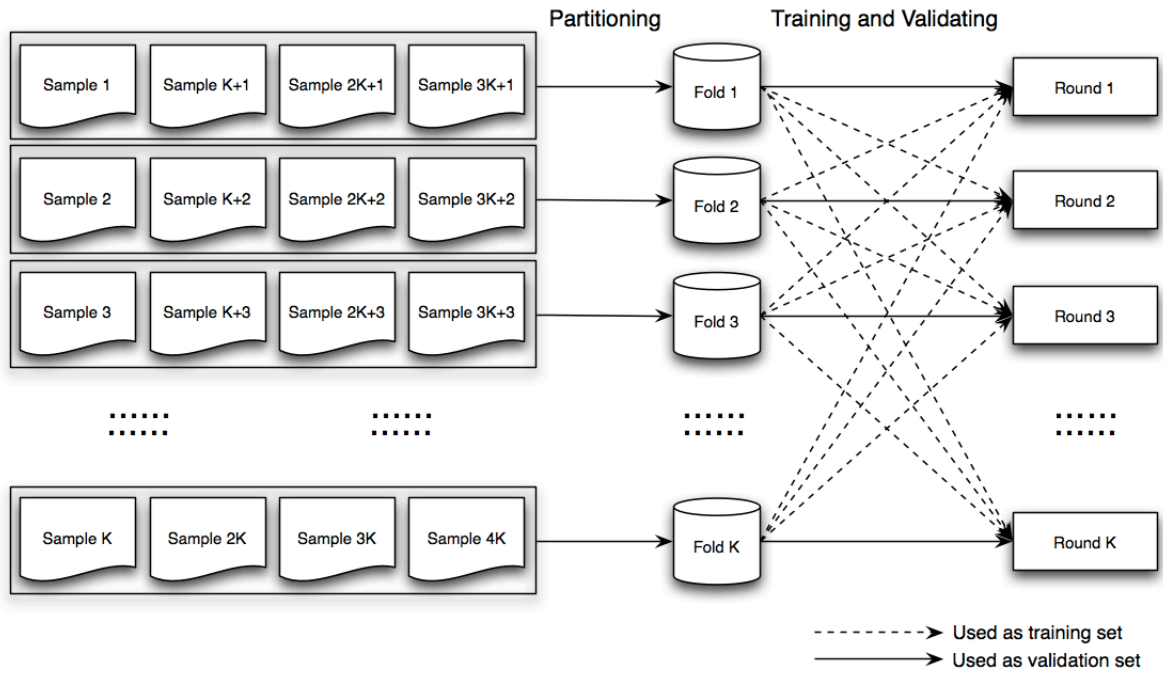 Partitioning
Training and Validating
Sample 1
Sample K+1
Sample 2K+1
Sample 3K+1
Fold 1
Round 1
Sample 2
Sample K+2
Sample 2K+2
Sample 3K+2
Fold 2
Round 2
Sample 3
Sample K+3
Sample 2K+3
Sample 3K+3
Fold 3
Round 3
Sample K
Sample 2K
Sample 3K
Sample 4K
Fold K
Round K
Used as training set
Used as validation set